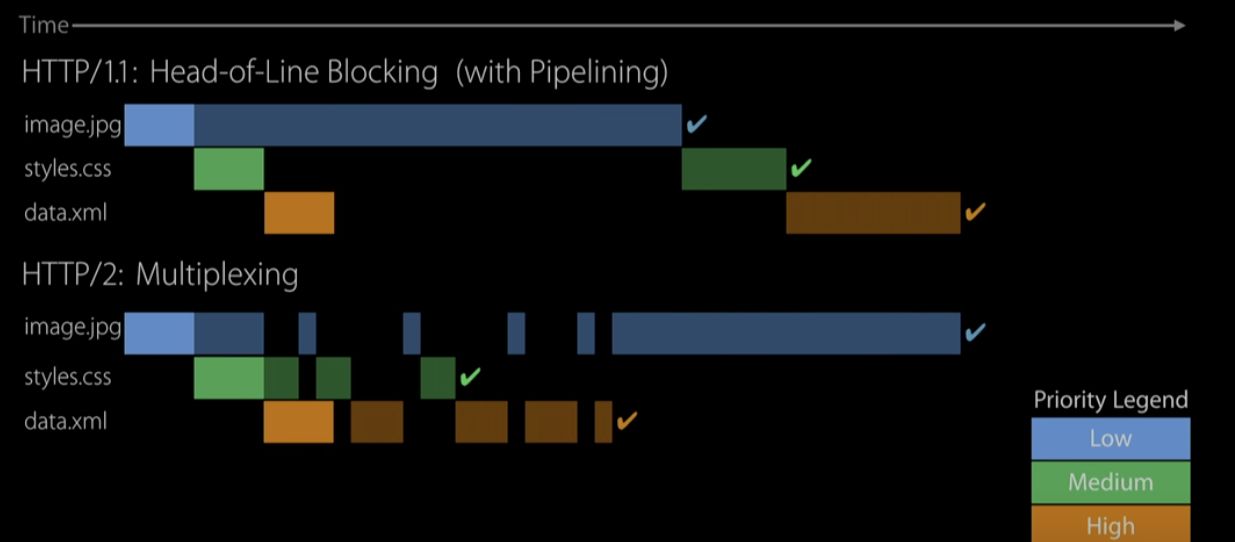 Time
HTTP/1.1: Head-of-Line Blocking (with Pipelining)
image.jpg
styles.css
data.xml
HTTP/2: Multiplexing
image.jpg
styles.css
data.xml
Priority Legend
Low
Medium
High